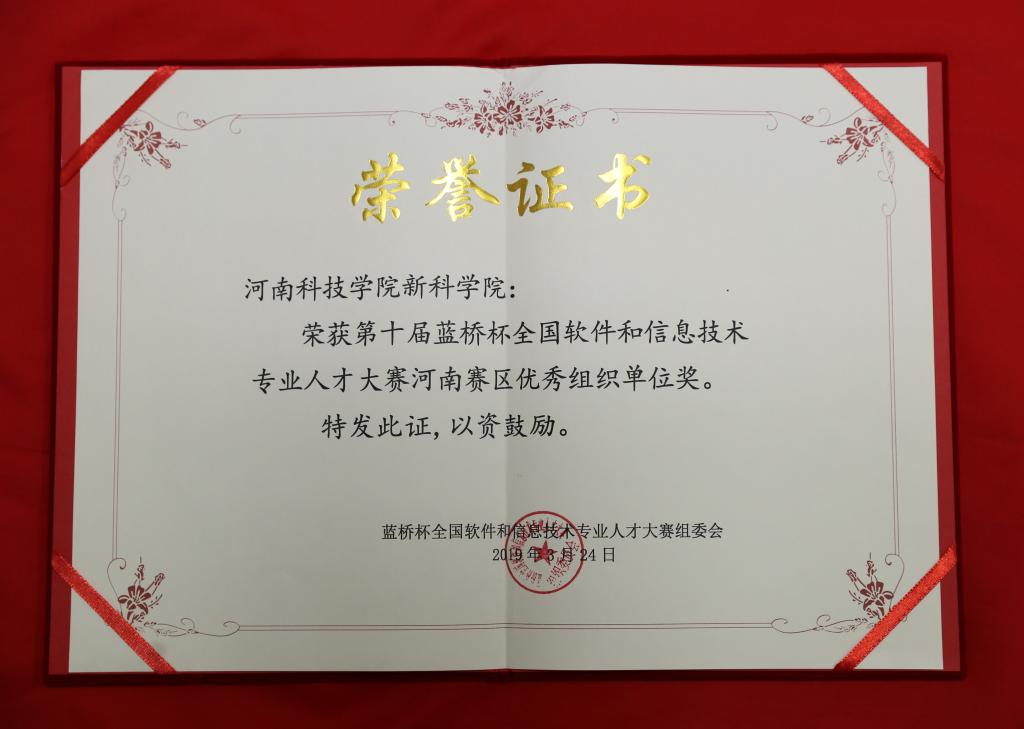 荣誉证书
河南科技学院新科学院：
荣获第十届蓝桥杯全国软件和信息技术
专业人才大赛河南赛区优秀组织单位奖。
特发此证,以资鼓励。
蓝桥杯全国软件和信息技术专业人才大赛组委会
2019年3月24日